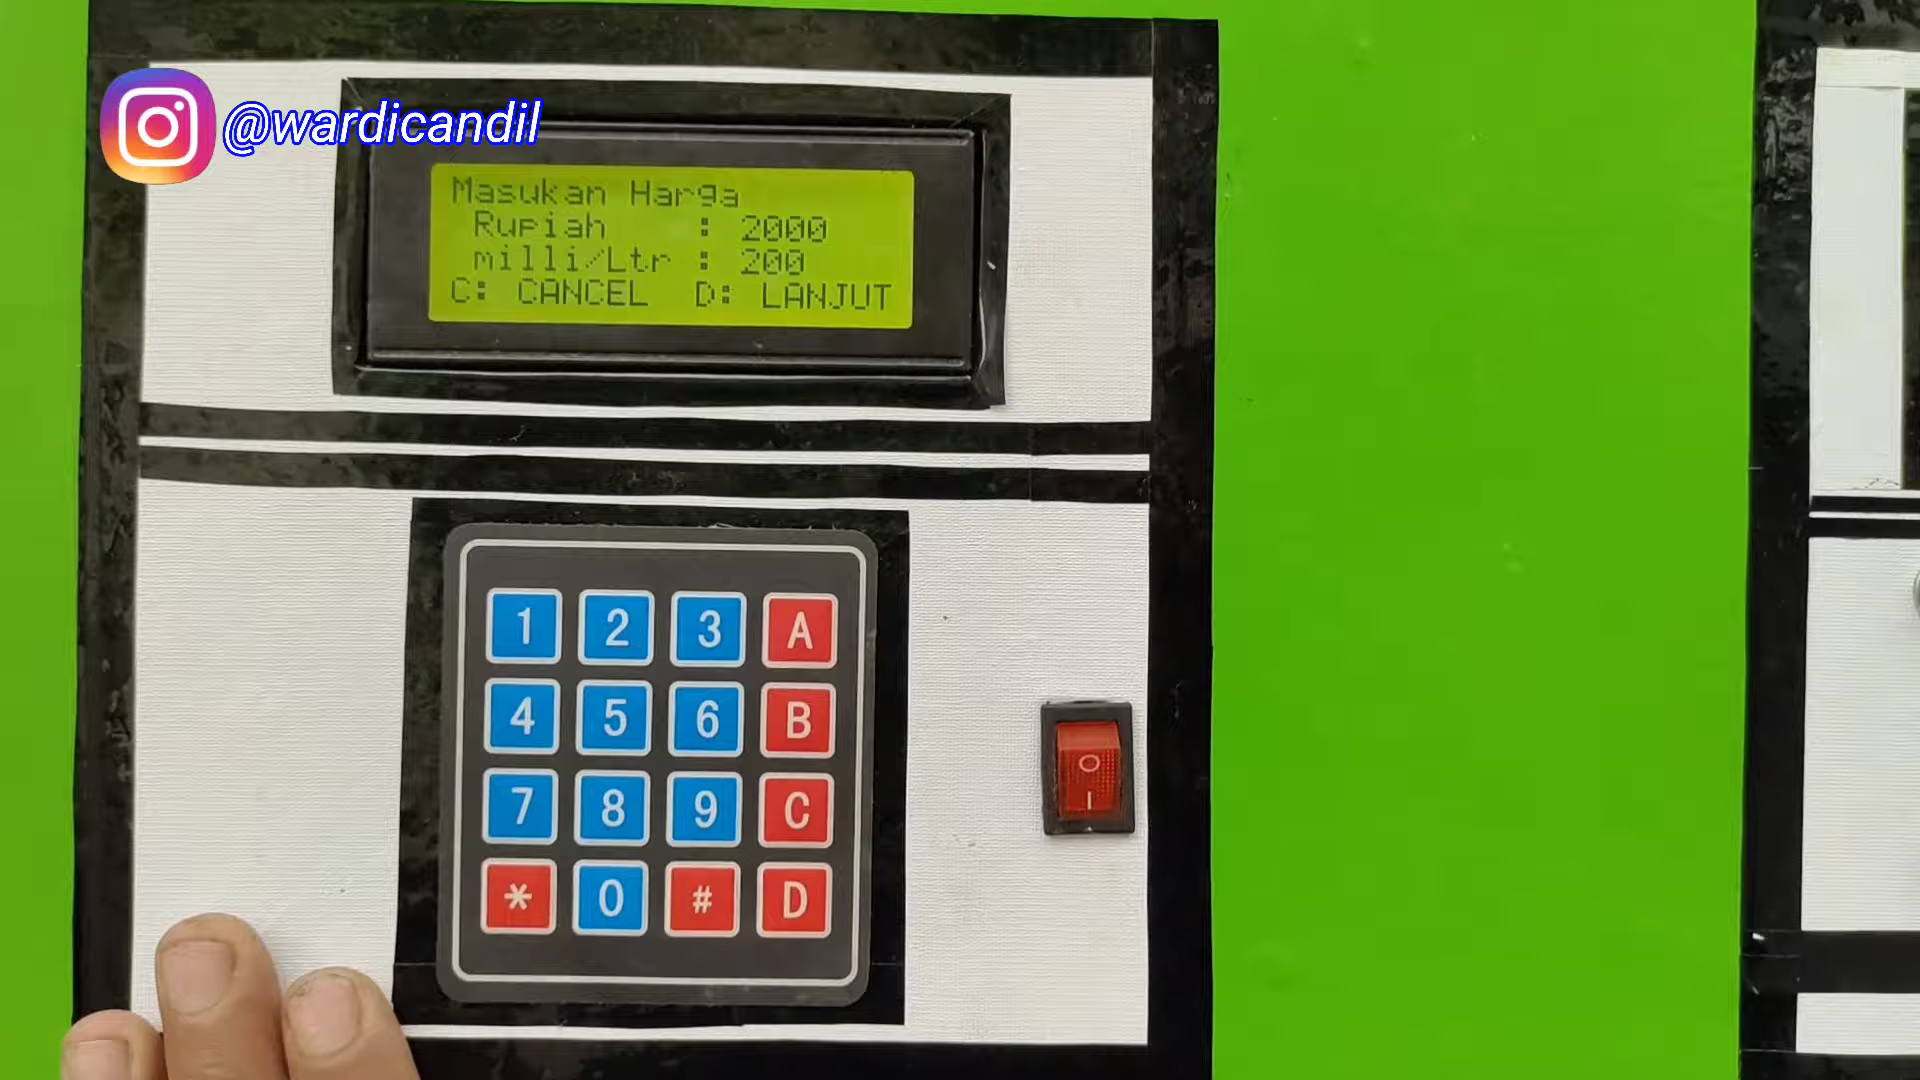 @wardicandil
Masukan Harga
Rupiah : 2000
milli/Ltr : 200
C: CANCEL D: LANJUT
1 2 3 A
4 5 6 B
7 8 9 C
* 0 # D
O
I